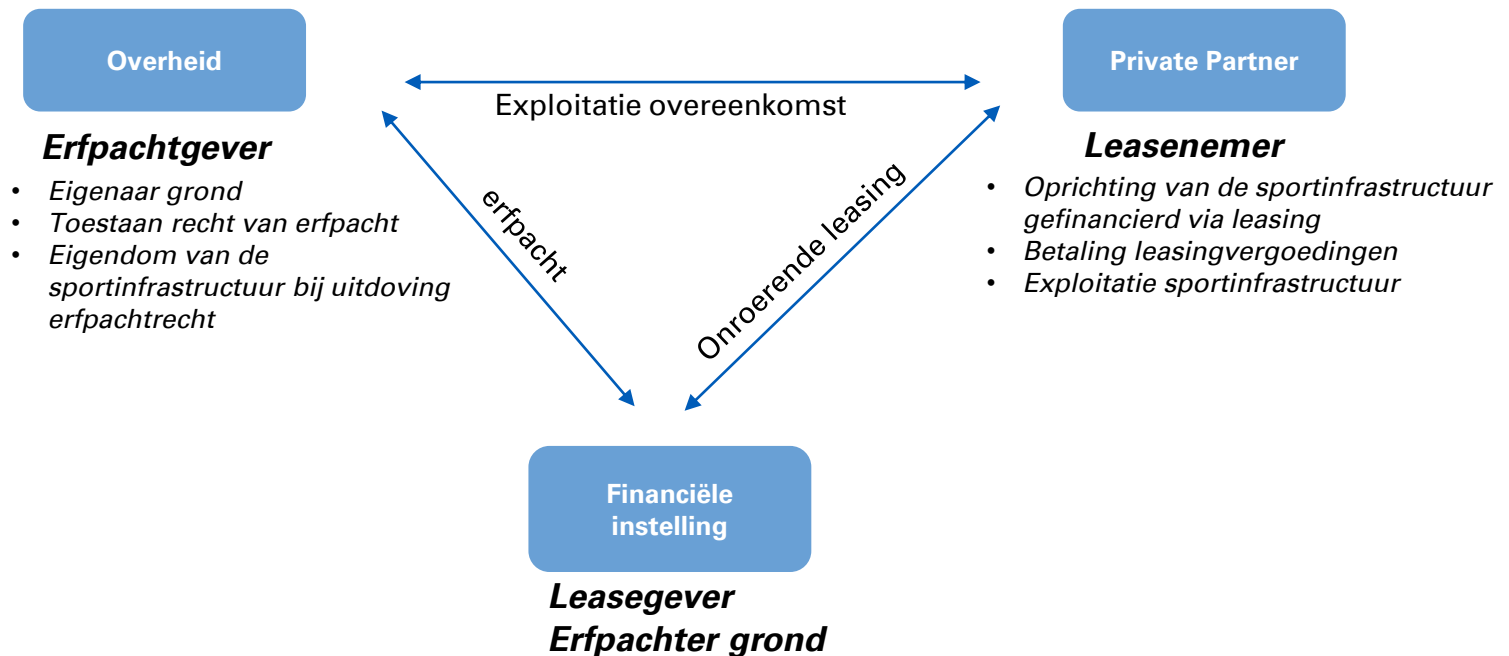 Overheid
Private Partner
Exploitatie overeenkomst
Erfpachtgever
• Eigenaar grond
• Toestaan recht van erfpacht
• Eigendom van de
sportinfrastructuur bij uitdoving
erfpachtrecht
Leasenemer
• Oprichting van de sportinfrastructuur
gefinancierd via leasing
• Betaling leasingvergoedingen
• Exploitatie sportinfrastructuur
erfpacht
Onroerende leasing
Financiële
instelling
Leasegever
Erfpachter grond